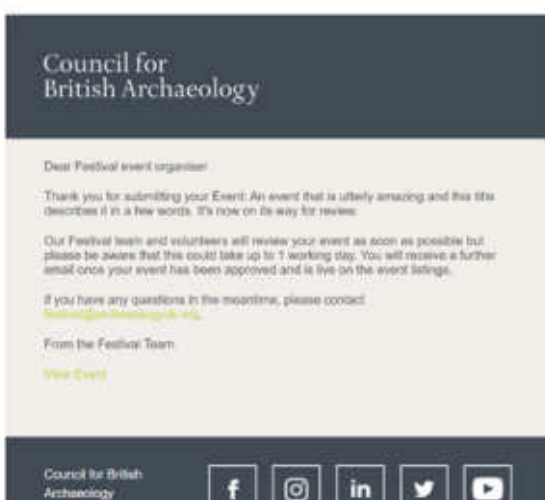 Council for
British Archaeology
Dear Festival event organiser
Thank you for submitting your Event: An event that is utterly amazing and this title
describes it in a few words. It's now on its way for review.
Our Festival team and volunteers will review your event as soon as possible but
please be aware that this could take up to 1 working day. You will receive a further
email once your event has been approved and is live on the event listings.
If you have any questions in the meantime, please contact
festival@archaeologyuk.org.
From the Festival Team
View Event
Council for British
Archaeology